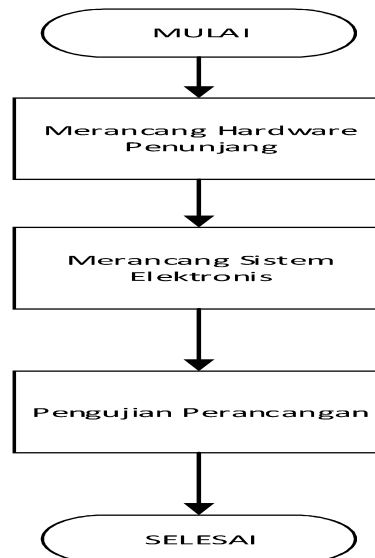 MULAI
Merancang Hardware
Penunjang
Merancang Sistem
Elektronis
Pengujian Perancangan
SELESAI